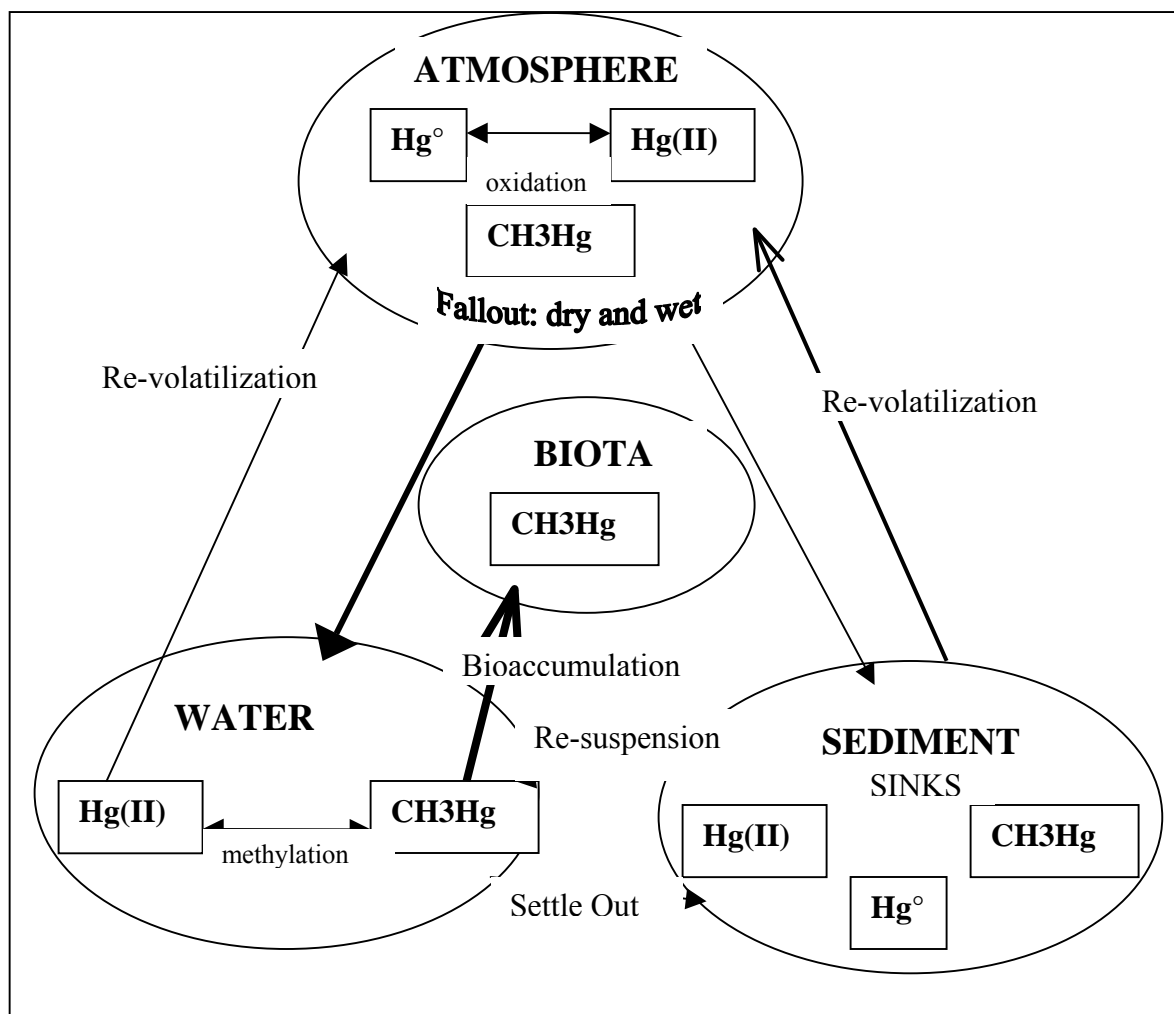 ATMOSPHERE
Hg°
Hg(II)
oxidation
CH3Hg
Fallout: dry and wet
Re-volatilization
Re-volatilization
BIOTA
CH3Hg
Bioaccumulation
WATER
Re-suspension
SEDIMENT
SINKS
Hg(II)
CH3Hg
methylation
Hg(II)
CH3Hg
Hg°
Settle Out